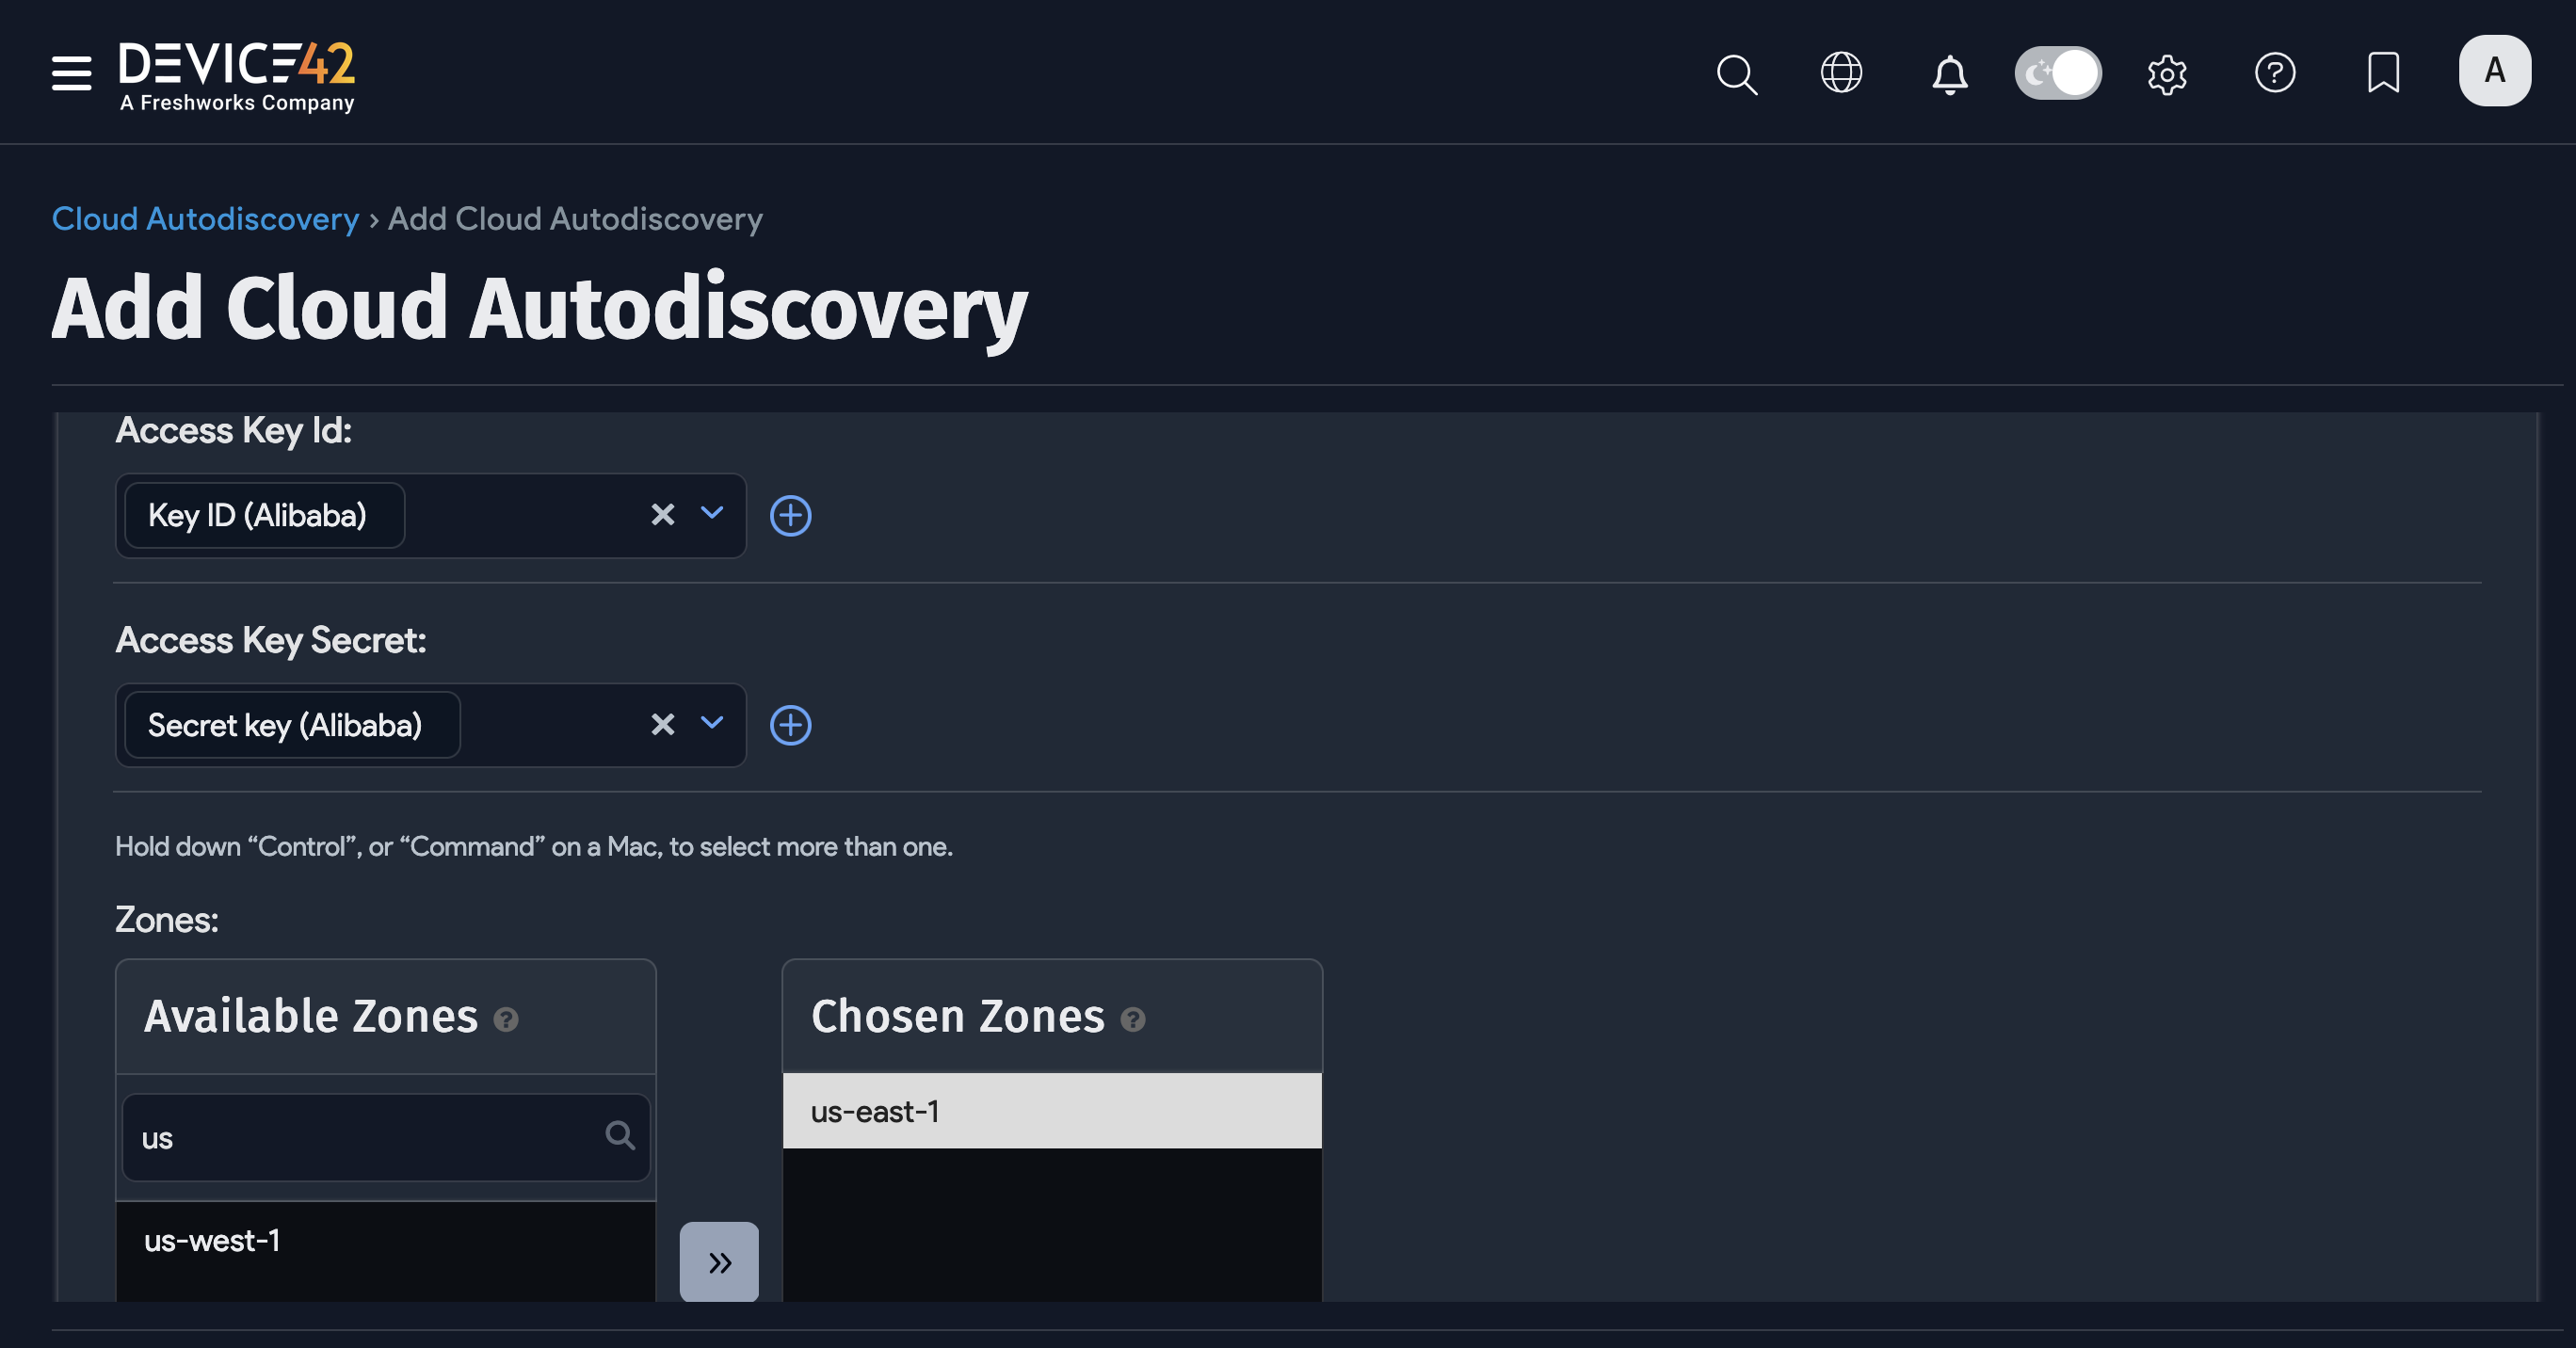 DEVICE42
A Freshworks Company
A
Cloud Autodiscovery › Add Cloud Autodiscovery
Add Cloud Autodiscovery
Access Key Id:
Key ID (Alibaba)
Access Key Secret:
Secret key (Alibaba)
Hold down “Control”, or “Command” on a Mac, to select more than one.
Zones:
Available Zones ?
Chosen Zones ?
us
us-east-1
us-west-1